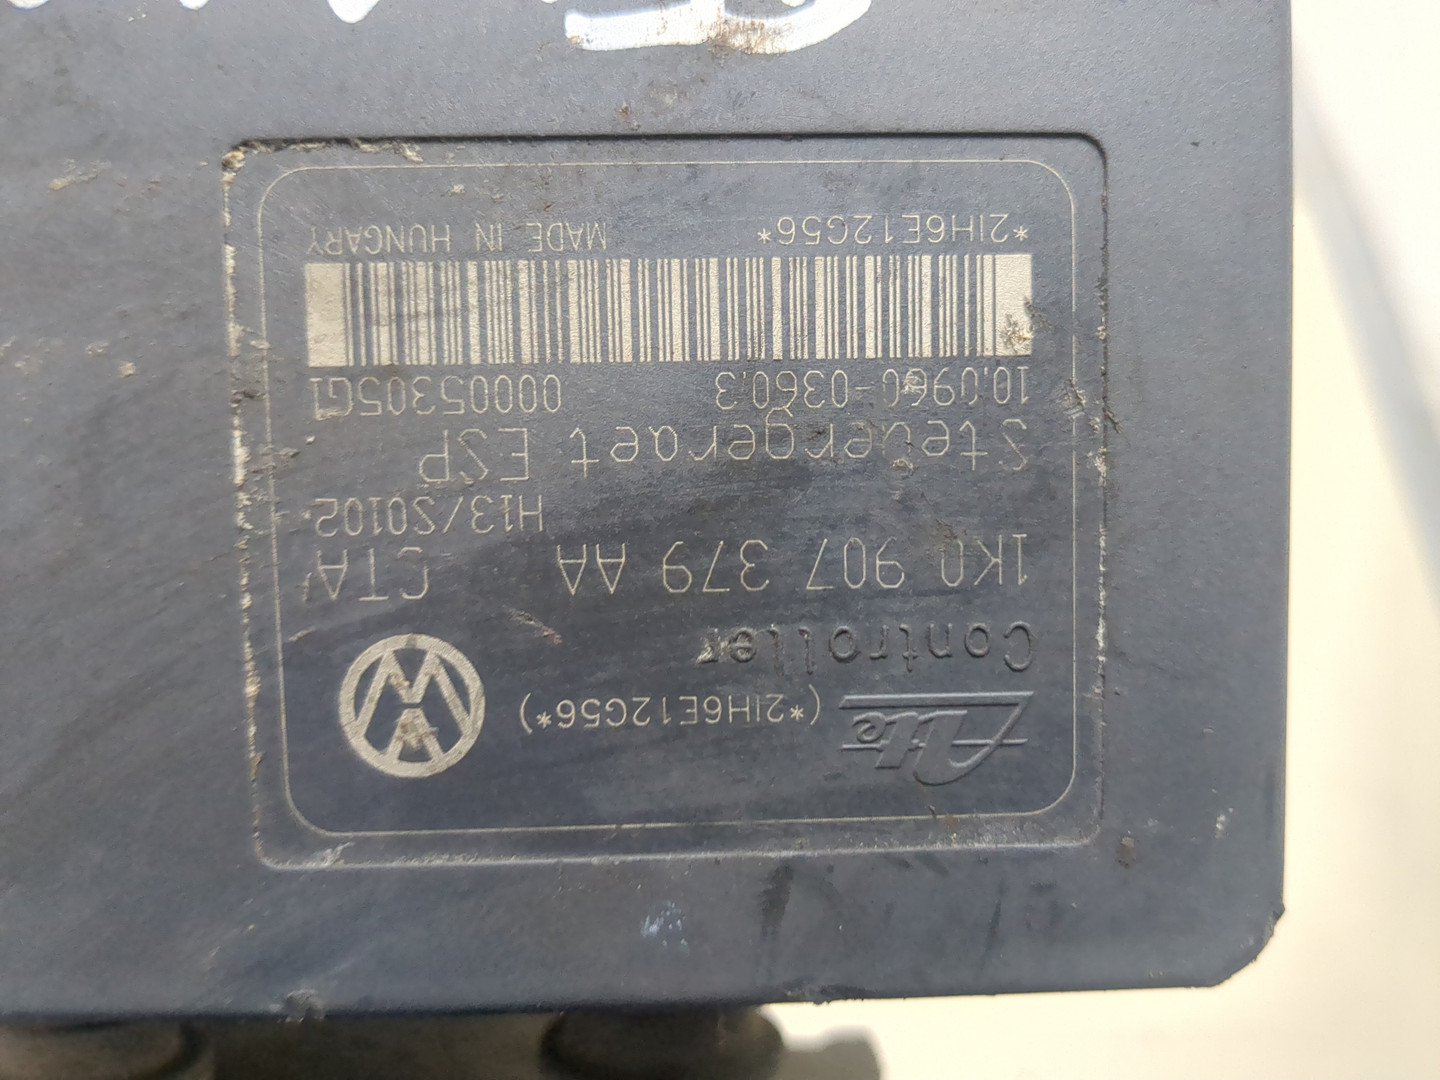 Ate (*2IH6E12G56*)
Controller
1K0 907 379 AA CTA
H13/S0102
Steuergeraet ESP
10.0960-0360.3 00005305G1
*2IH6E12G56* MADE IN HUNGARY